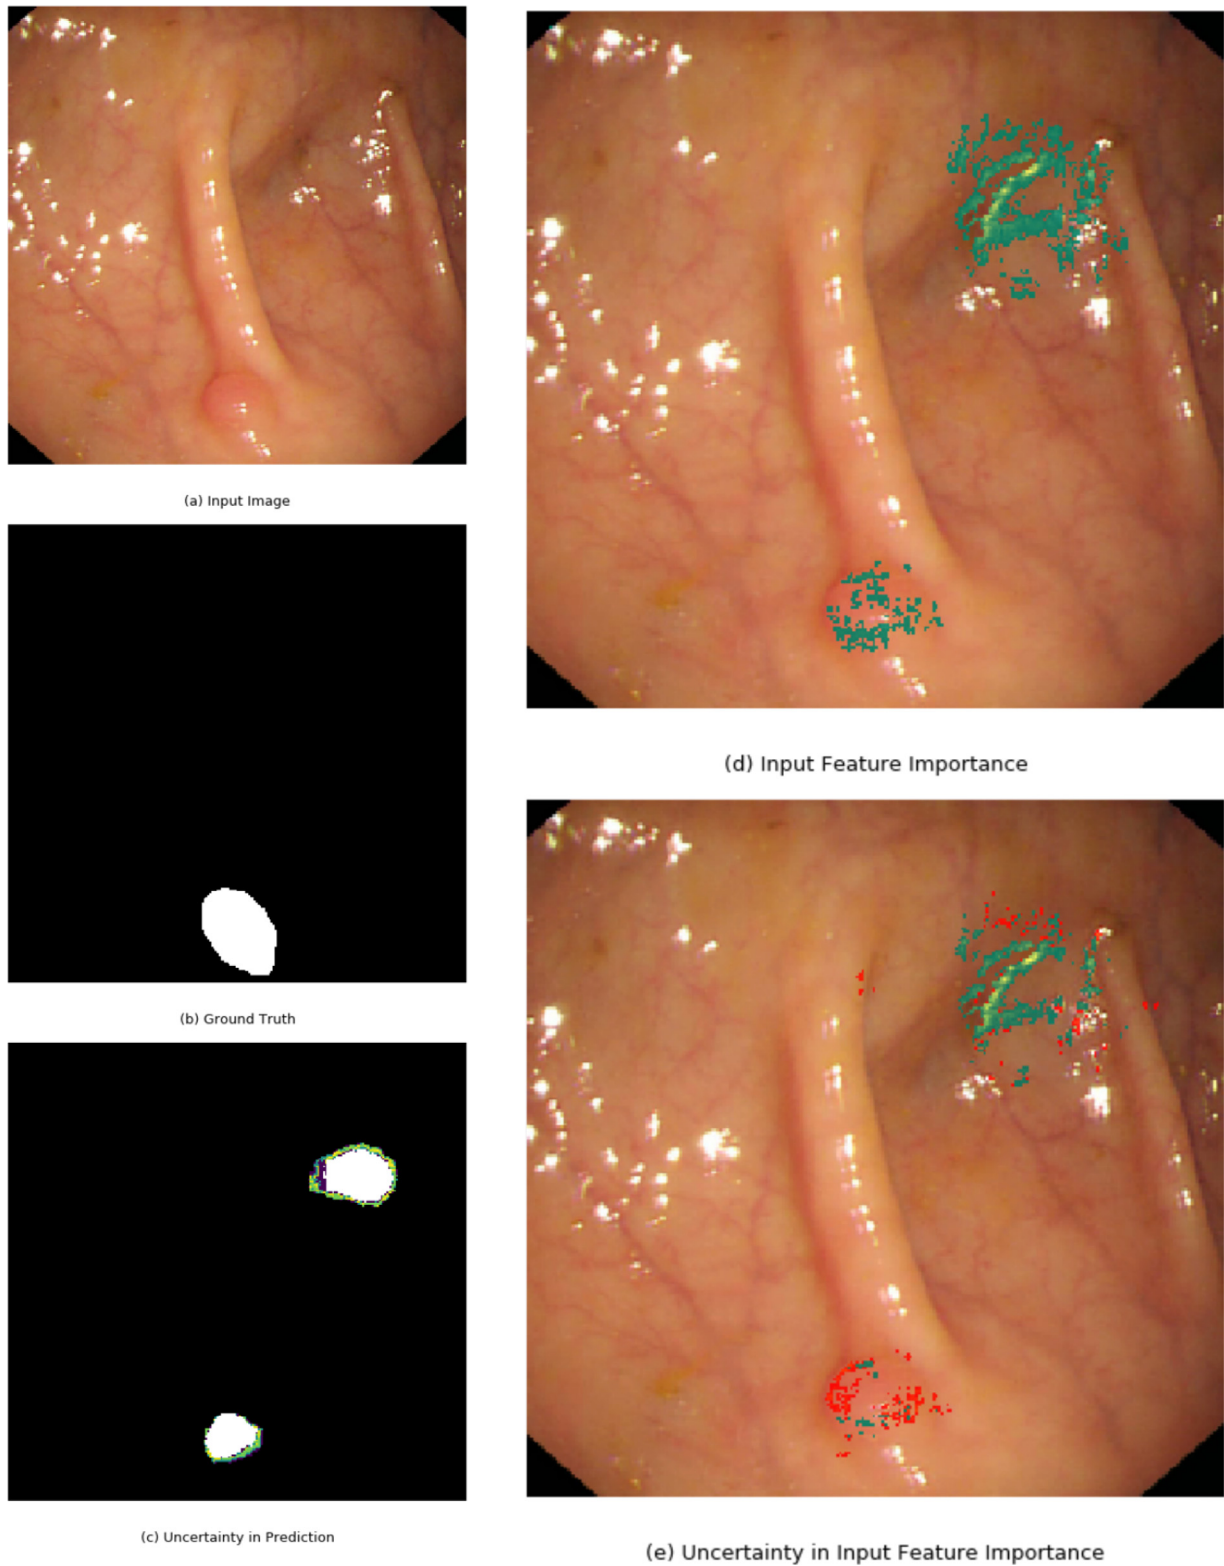 (a) Input Image
(b) Ground Truth
(c) Uncertainty in Prediction
(d) Input Feature Importance
(e) Uncertainty in Input Feature Importance